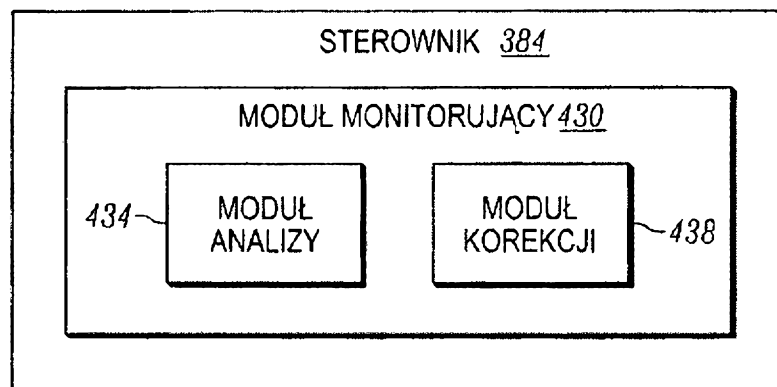 STEROWNIK 384
MODUŁ MONITORUJĄCY 430
434 MODUŁ ANALIZY
MODUŁ KOREKCJI 438